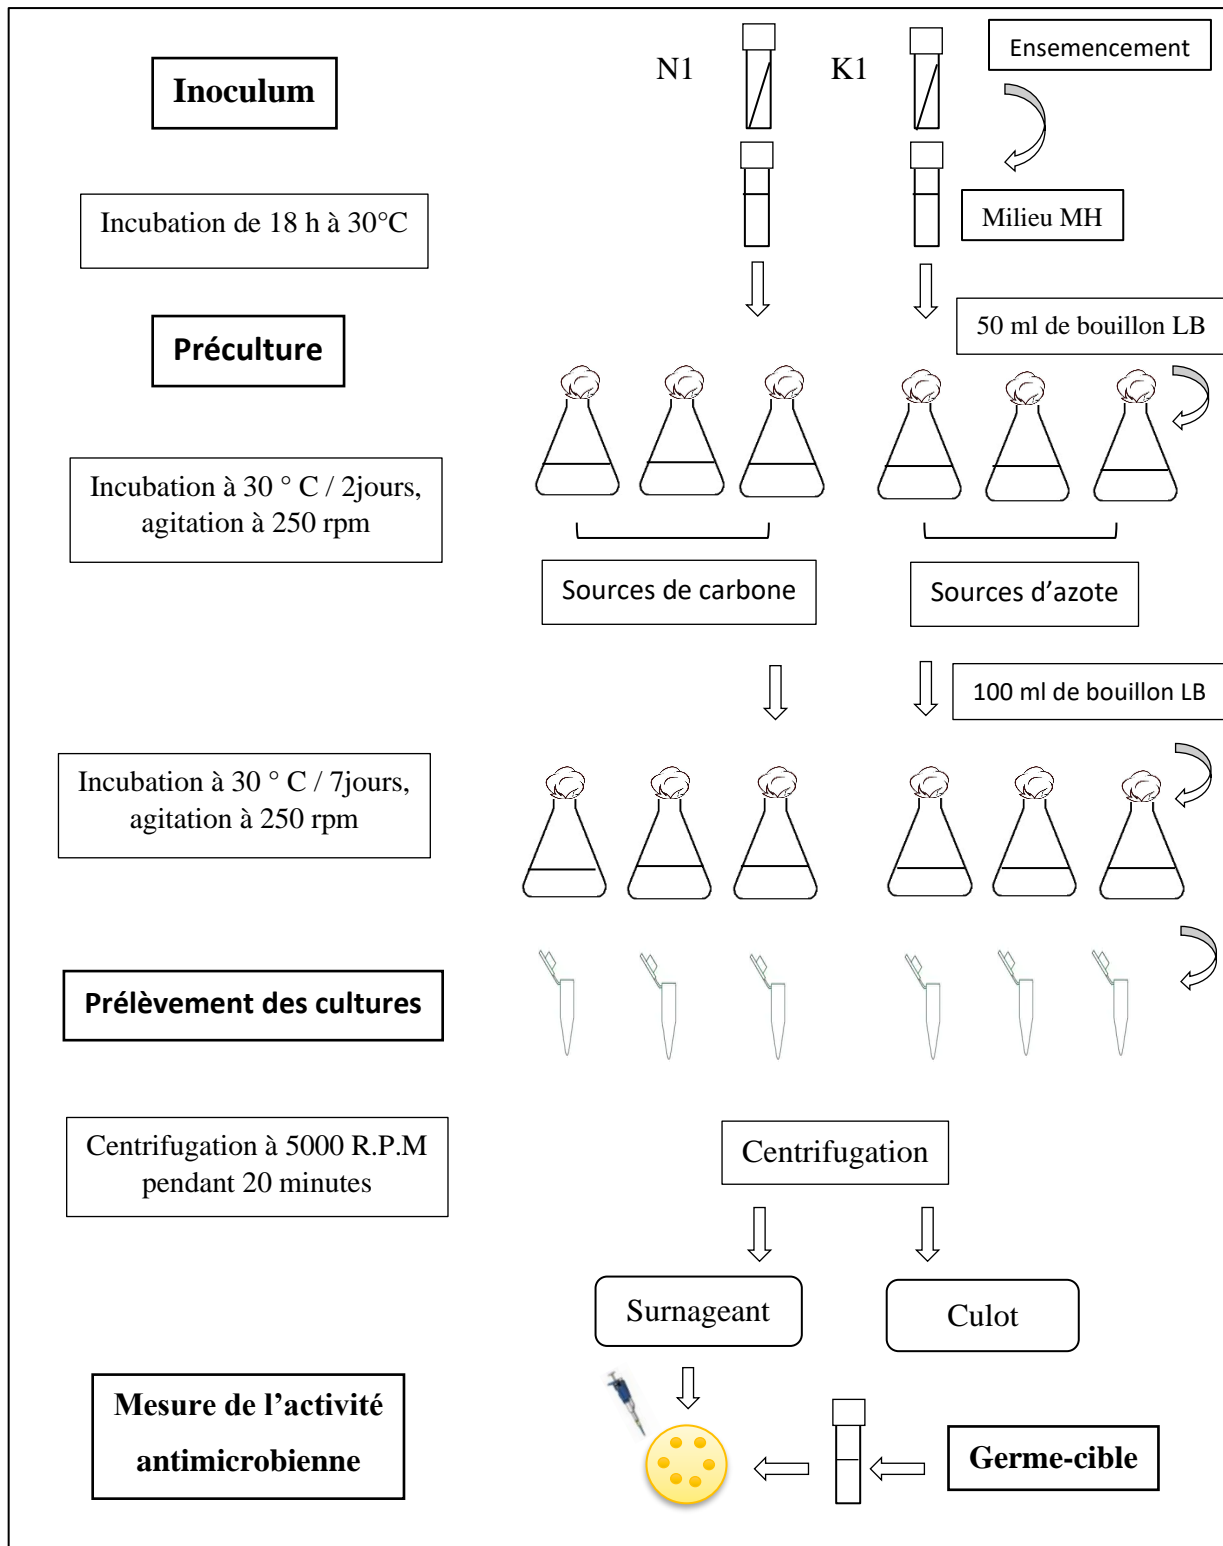 Ensemencement
N1
K1
Inoculum
Incubation de 18 h à 30°C
Milieu MH
50 ml de bouillon LB
Préculture
Incubation à 30 ° C / 2jours,
agitation à 250 rpm
Sources de carbone
Sources d’azote
100 ml de bouillon LB
Incubation à 30 ° C / 7jours,
agitation à 250 rpm
Prélèvement des cultures
Centrifugation à 5000 R.P.M
pendant 20 minutes
Centrifugation
Surnageant
Culot
Mesure de l’activité
antimicrobienne
Germe-cible